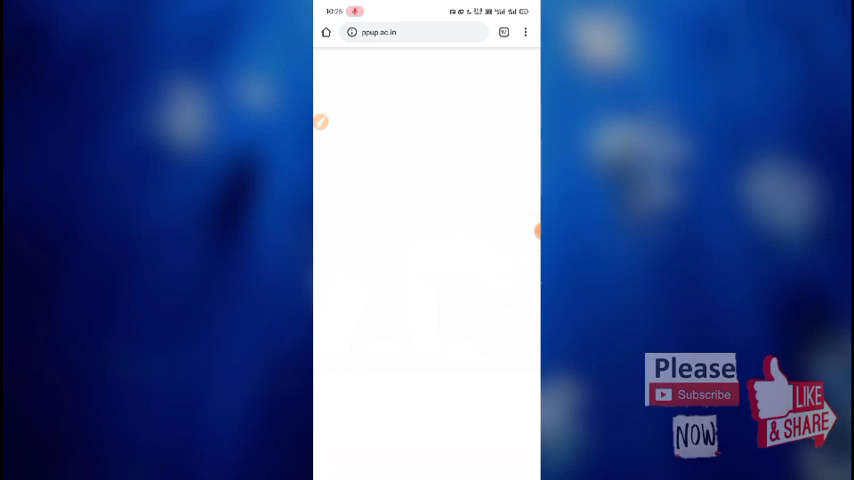 10:25
ppup.ac.in
Please
Subscribe
NOW
LIKE
& SHARE